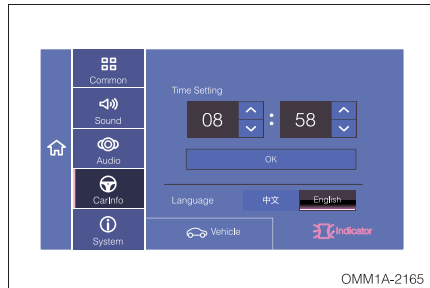 Common
Sound
Audio
CarInfo
System
Time Setting
08 : 58
OK
Language 中文 English
Vehicle
Indicator
OMM1A-2165